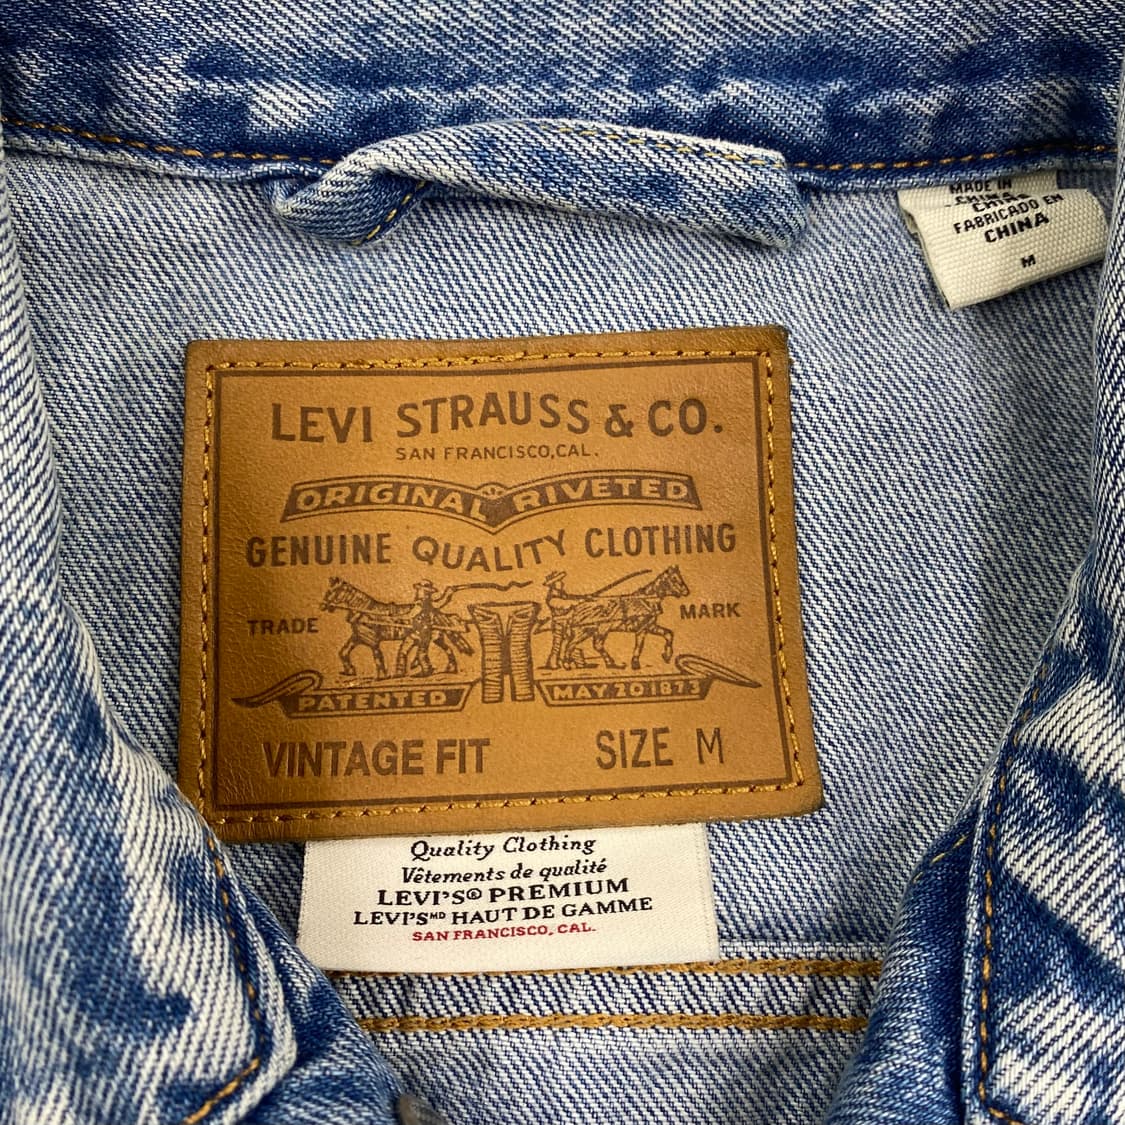 MADE IN
CHINA
FABRICADO EN
CHINA
M
LEVI STRAUSS & CO.
SAN FRANCISCO, CAL.
ORIGINAL RIVETED
GENUINE QUALITY CLOTHING
TRADE MARK
PATENTED MAY 20 1873
VINTAGE FIT SIZE M
Quality Clothing
Vêtements de qualité
LEVI'S® PREMIUM
LEVI'S MD HAUT DE GAMME
SAN FRANCISCO, CAL.